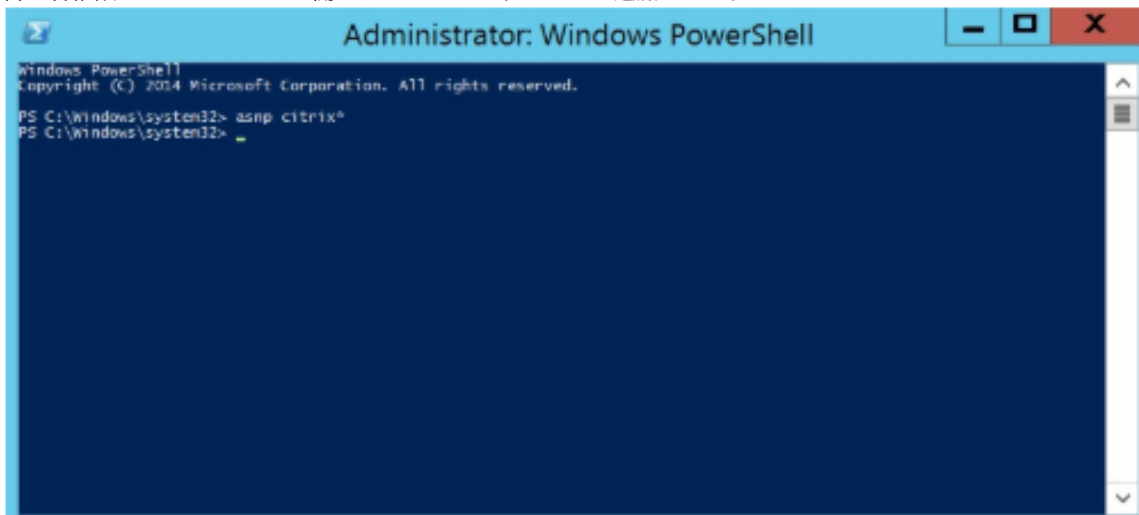 Administrator: Windows PowerShell
Windows PowerShell
Copyright (C) 2014 Microsoft Corporation. All rights reserved.
PS C:\Windows\system32> asnp citrix*
PS C:\Windows\system32> _